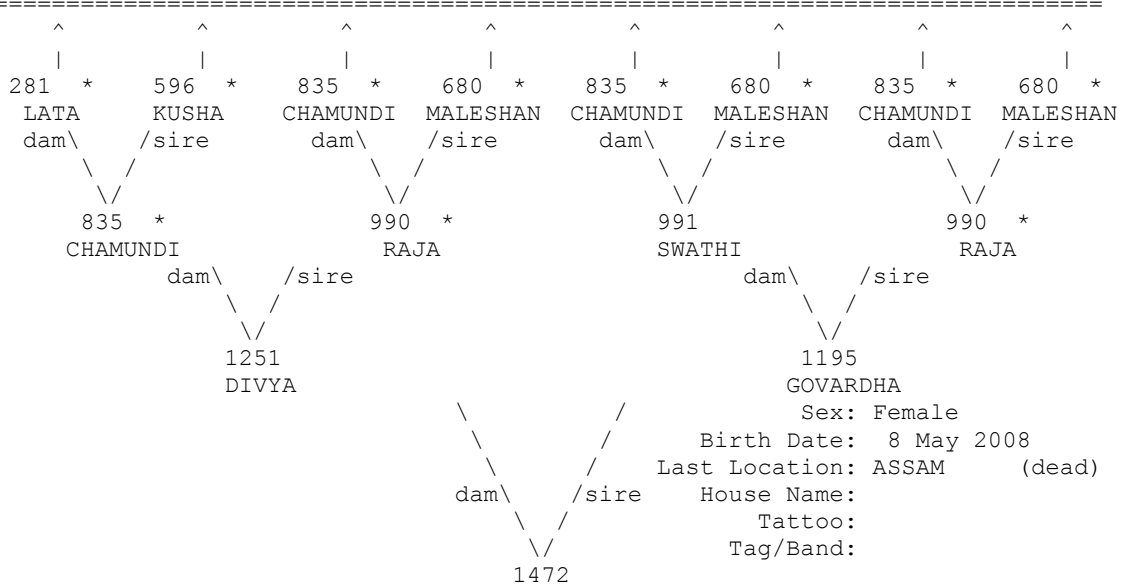 ================================================================================
^ ^ ^ ^ ^ ^ ^ ^
| | | | | | | |
281 * 596 * 835 * 680 * 835 * 680 * 835 * 680 *
LATA KUSHA CHAMUNDI MALESHAN CHAMUNDI MALESHAN CHAMUNDI MALESHAN
dam\ /sire dam\ /sire dam\ /sire dam\ /sire
\ / \ / \ / \ /
\/ \/ \/ \/
835 * 990 * 991 990 *
CHAMUNDI RAJA SWATHI RAJA
dam\ /sire dam\ /sire
\ / \ /
\/ \/
1251 1195
DIVYA GOVARDHA
\ / Sex: Female
\ / Birth Date: 8 May 2008
\ / Last Location: ASSAM (dead)
dam\ /sire House Name:
\ / Tattoo:
\/ Tag/Band:
1472